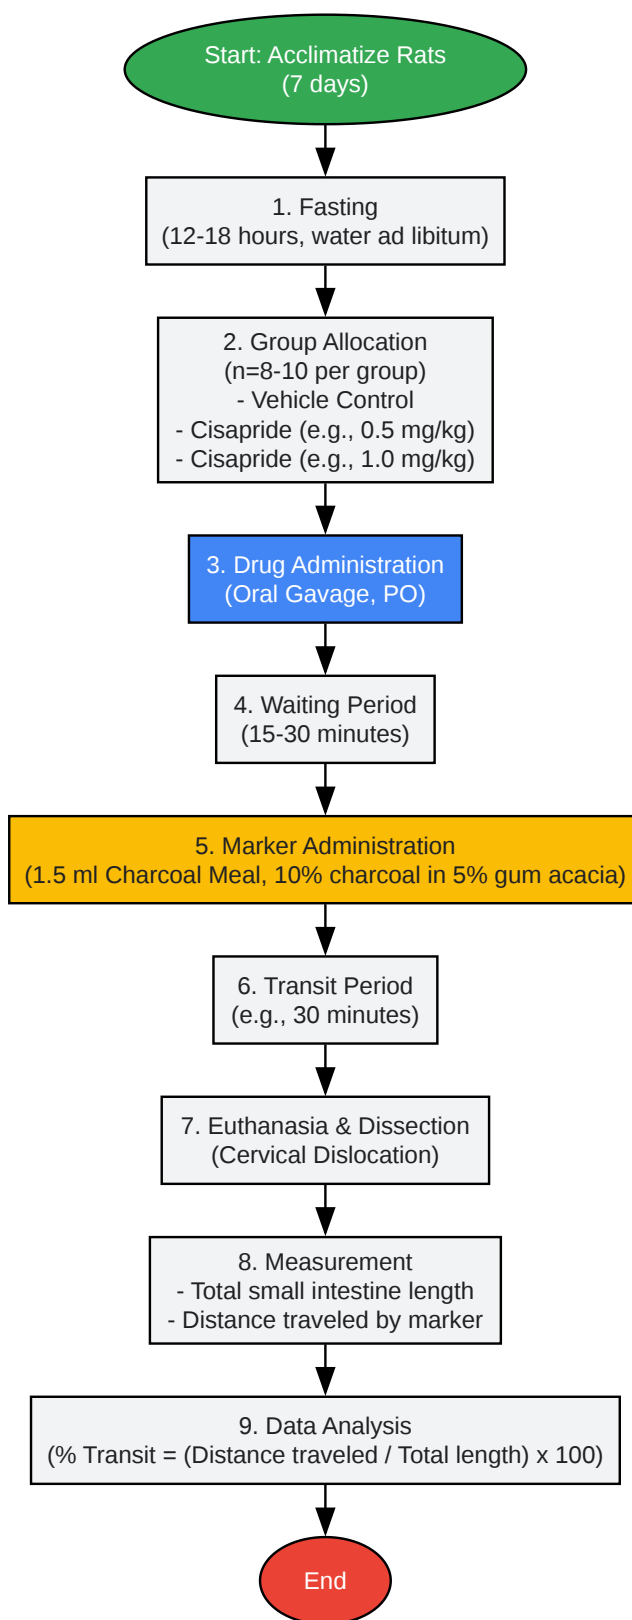 Start: Acclimatize Rats
(7 days)
1. Fasting
(12-18 hours, water ad libitum)
2. Group Allocation
(n=8-10 per group)
- Vehicle Control
- Cisapride (e.g., 0.5 mg/kg)
- Cisapride (e.g., 1.0 mg/kg)
3. Drug Administration
(Oral Gavage, PO)
4. Waiting Period
(15-30 minutes)
5. Marker Administration
(1.5 ml Charcoal Meal, 10% charcoal in 5% gum acacia)
6. Transit Period
(e.g., 30 minutes)
7. Euthanasia & Dissection
(Cervical Dislocation)
8. Measurement
- Total small intestine length
- Distance traveled by marker
9. Data Analysis
(% Transit = (Distance traveled / Total length) x 100)
End